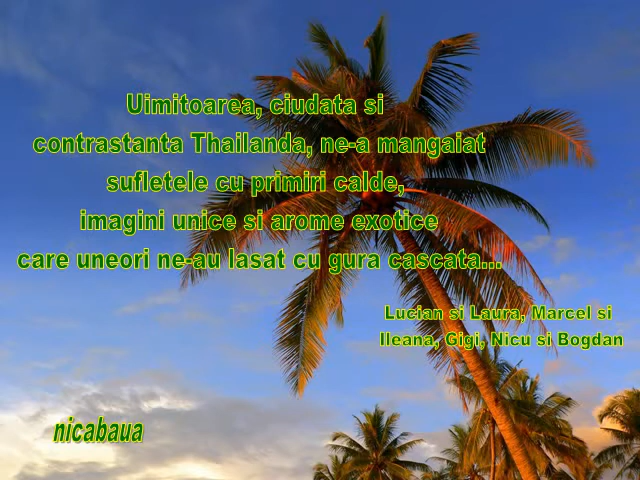 Uimitoarea, ciudata si
contrastanta Thailanda, ne-a mangaiat
sufletele cu primiri calde,
imagini unice si arome exotice
care uneori ne-au lasat cu gura cascata...
Lucian si Laura, Marcel si
Ileana, Gigi, Nicu si Bogdan
nicabaua